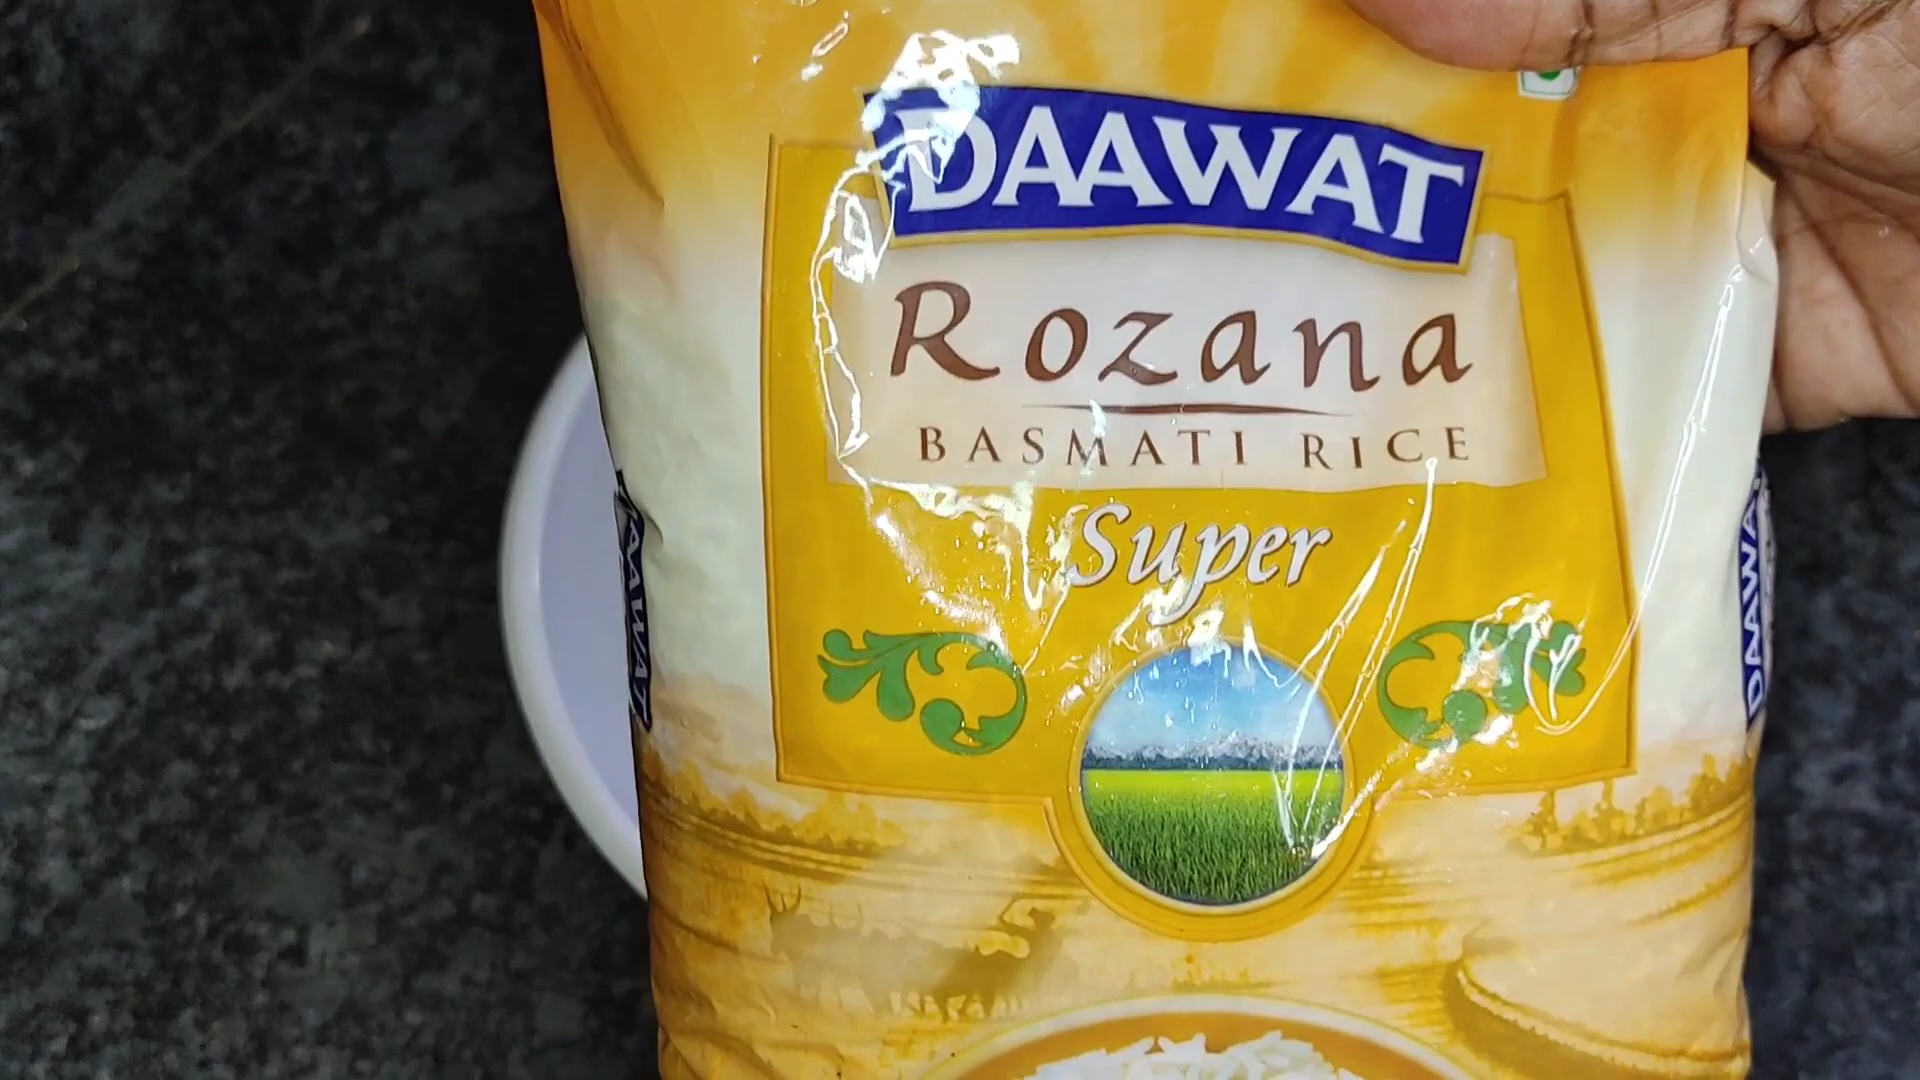 DAAWAT
Rozana
BASMATI RICE
Super
DAAWAT
DAAWAT